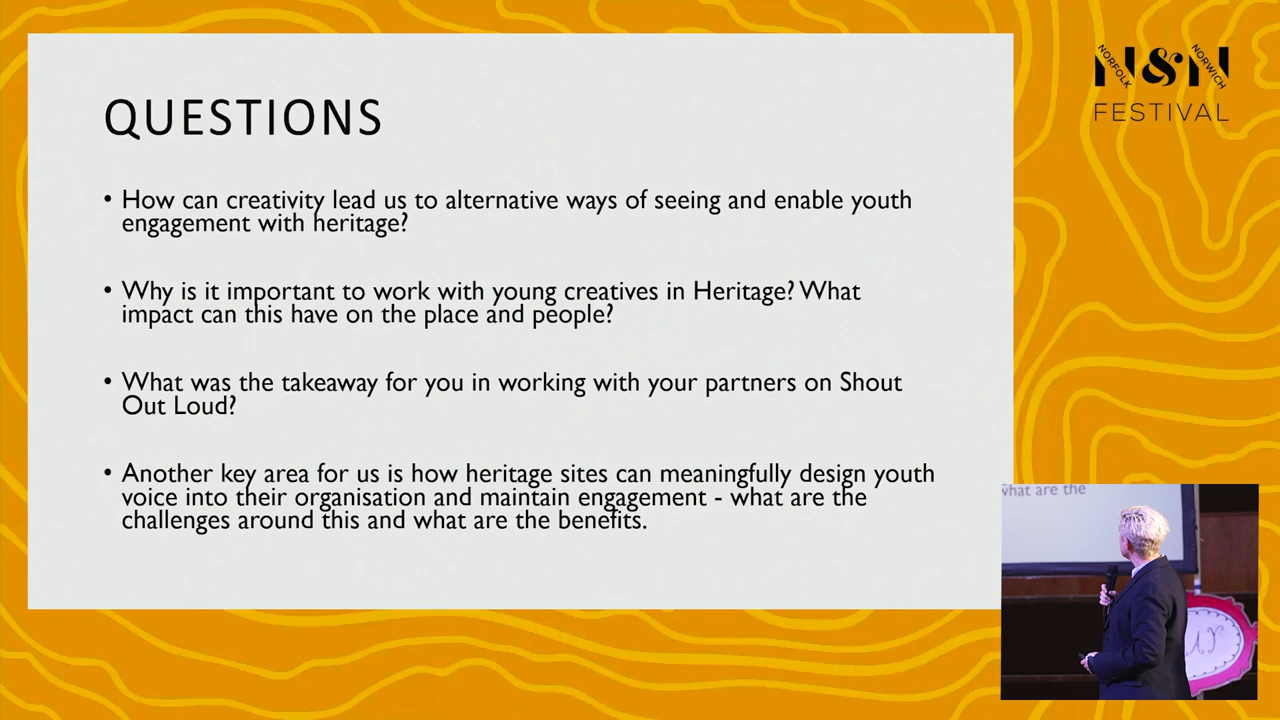 NORFOLK
N&N
NORWICH
FESTIVAL
QUESTIONS
• How can creativity lead us to alternative ways of seeing and enable youth
engagement with heritage?
• Why is it important to work with young creatives in Heritage? What
impact can this have on the place and people?
• What was the takeaway for you in working with your partners on Shout
Out Loud?
• Another key area for us is how heritage sites can meaningfully design youth
voice into their organisation and maintain engagement - what are the
challenges around this and what are the benefits.
what are the